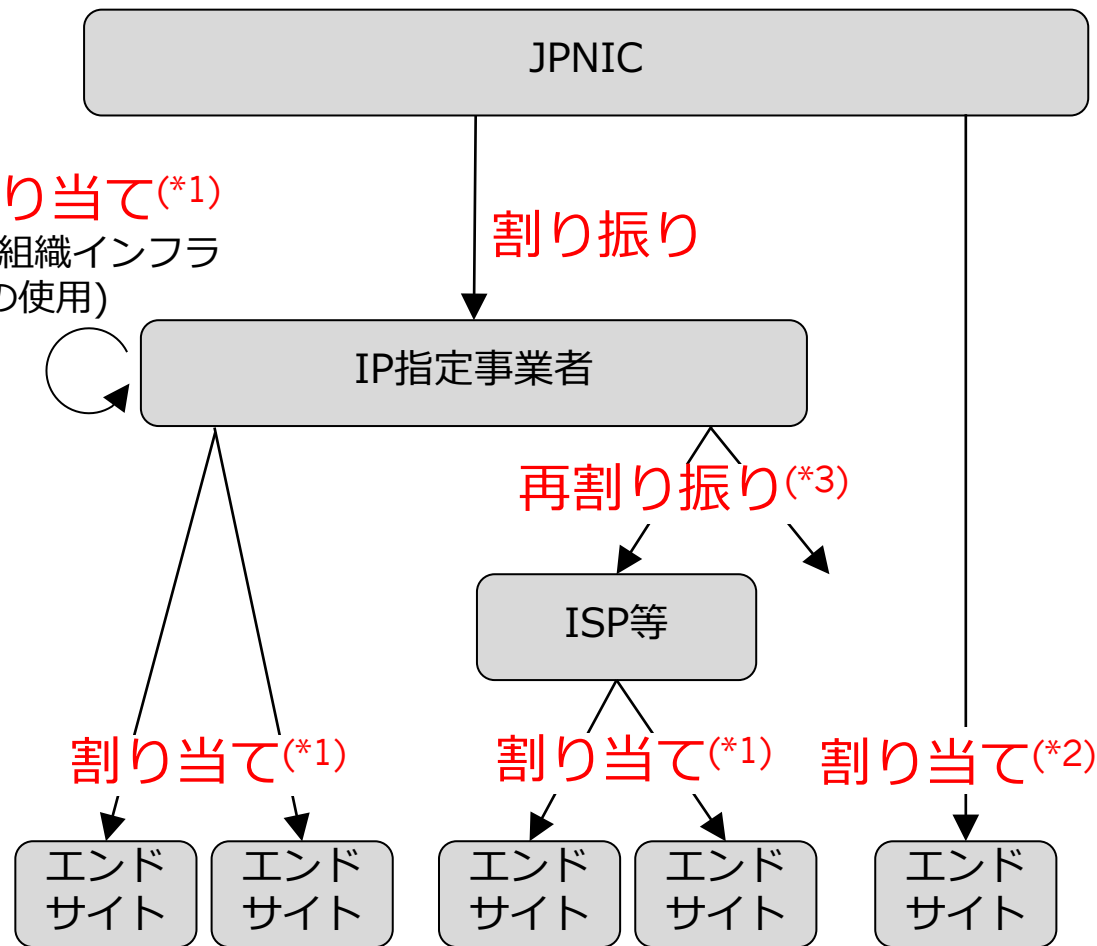 JPNIC
り当て(*1)
組織インフラ
の使用)
割り振り
IP指定事業者
再割り振り(*3)
ISP等
割り当て(*1)
割り当て(*1)
割り当て(*2)
エンド
サイト
エンド
サイト
エンド
サイト
エンド
サイト
エンド
サイト